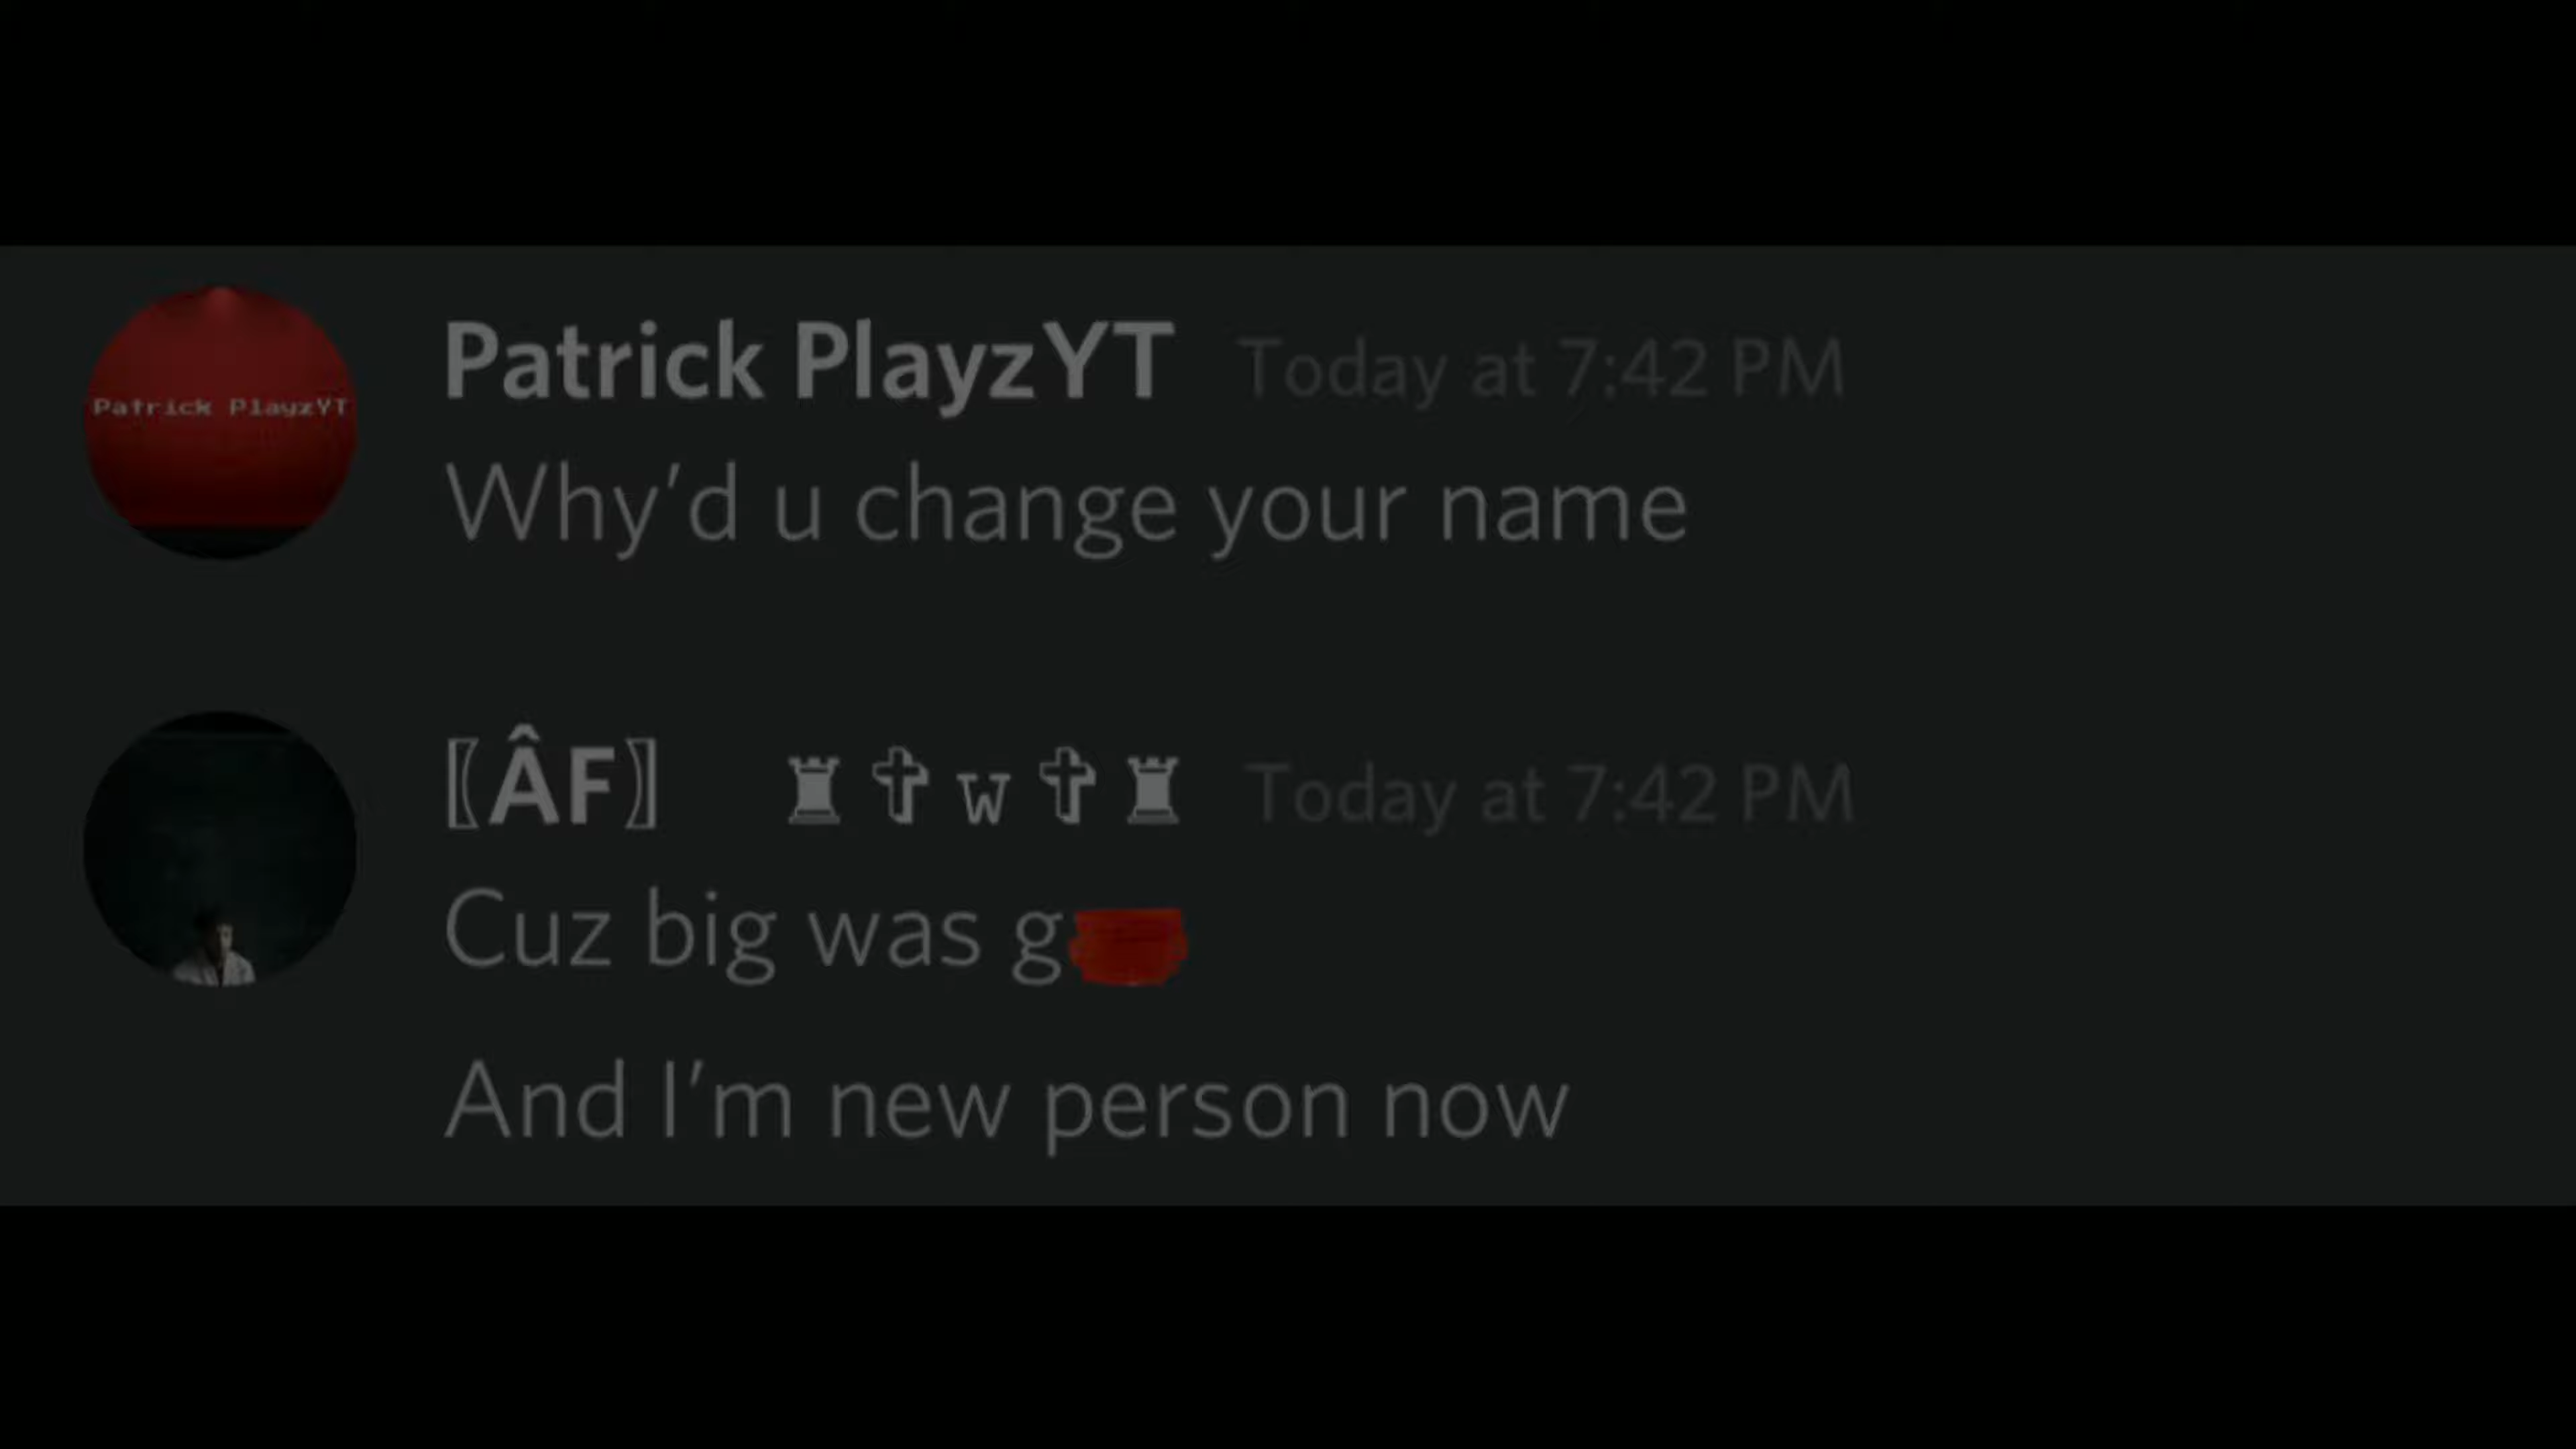 Patrick PlayzYT
Patrick PlayzYT Today at 7:42 PM
Why'd u change your name
〖ÂF〗 ♜✞w✞♜ Today at 7:42 PM
Cuz big was g
And I'm new person now